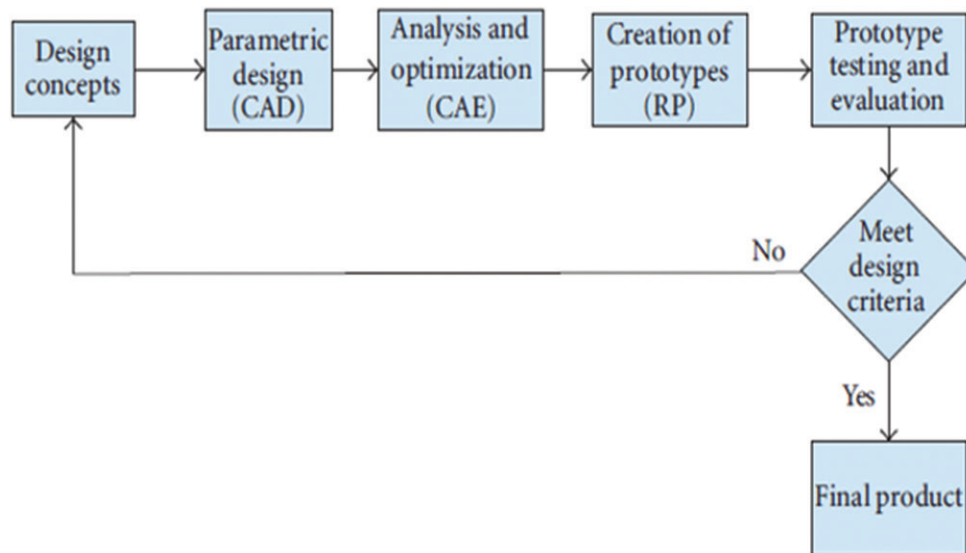 Design
concepts
Parametric
design
(CAD)
Analysis and
optimization
(CAE)
Creation of
prototypes
(RP)
Prototype
testing and
evaluation
Meet
design
criteria
No
Yes
Final product